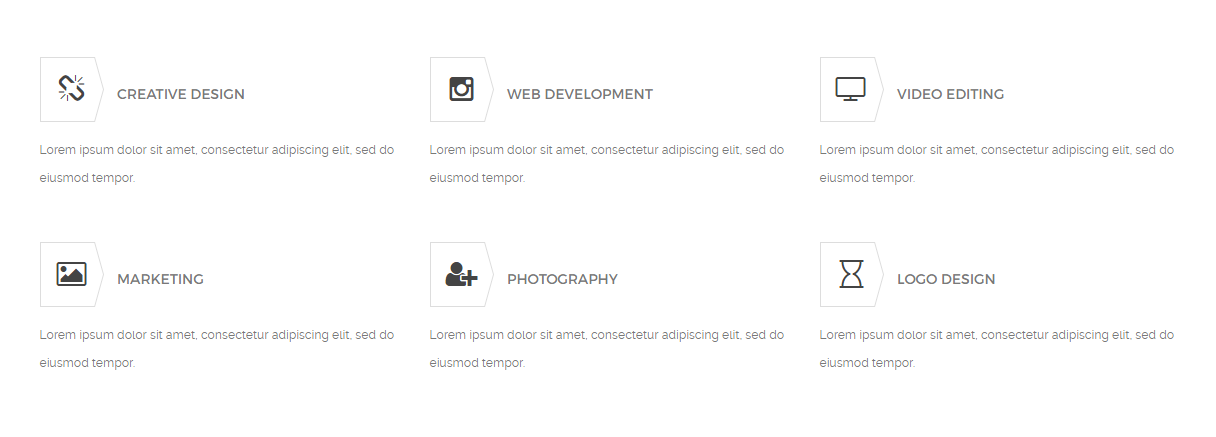 CREATIVE DESIGN
WEB DEVELOPMENT
VIDEO EDITING
Lorem ipsum dolor sit amet, consectetur adipiscing elit, sed do
eiusmod tempor.
Lorem ipsum dolor sit amet, consectetur adipiscing elit, sed do
eiusmod tempor.
Lorem ipsum dolor sit amet, consectetur adipiscing elit, sed do
eiusmod tempor.
MARKETING
PHOTOGRAPHY
LOGO DESIGN
Lorem ipsum dolor sit amet, consectetur adipiscing elit, sed do
eiusmod tempor.
Lorem ipsum dolor sit amet, consectetur adipiscing elit, sed do
eiusmod tempor.
Lorem ipsum dolor sit amet, consectetur adipiscing elit, sed do
eiusmod tempor.